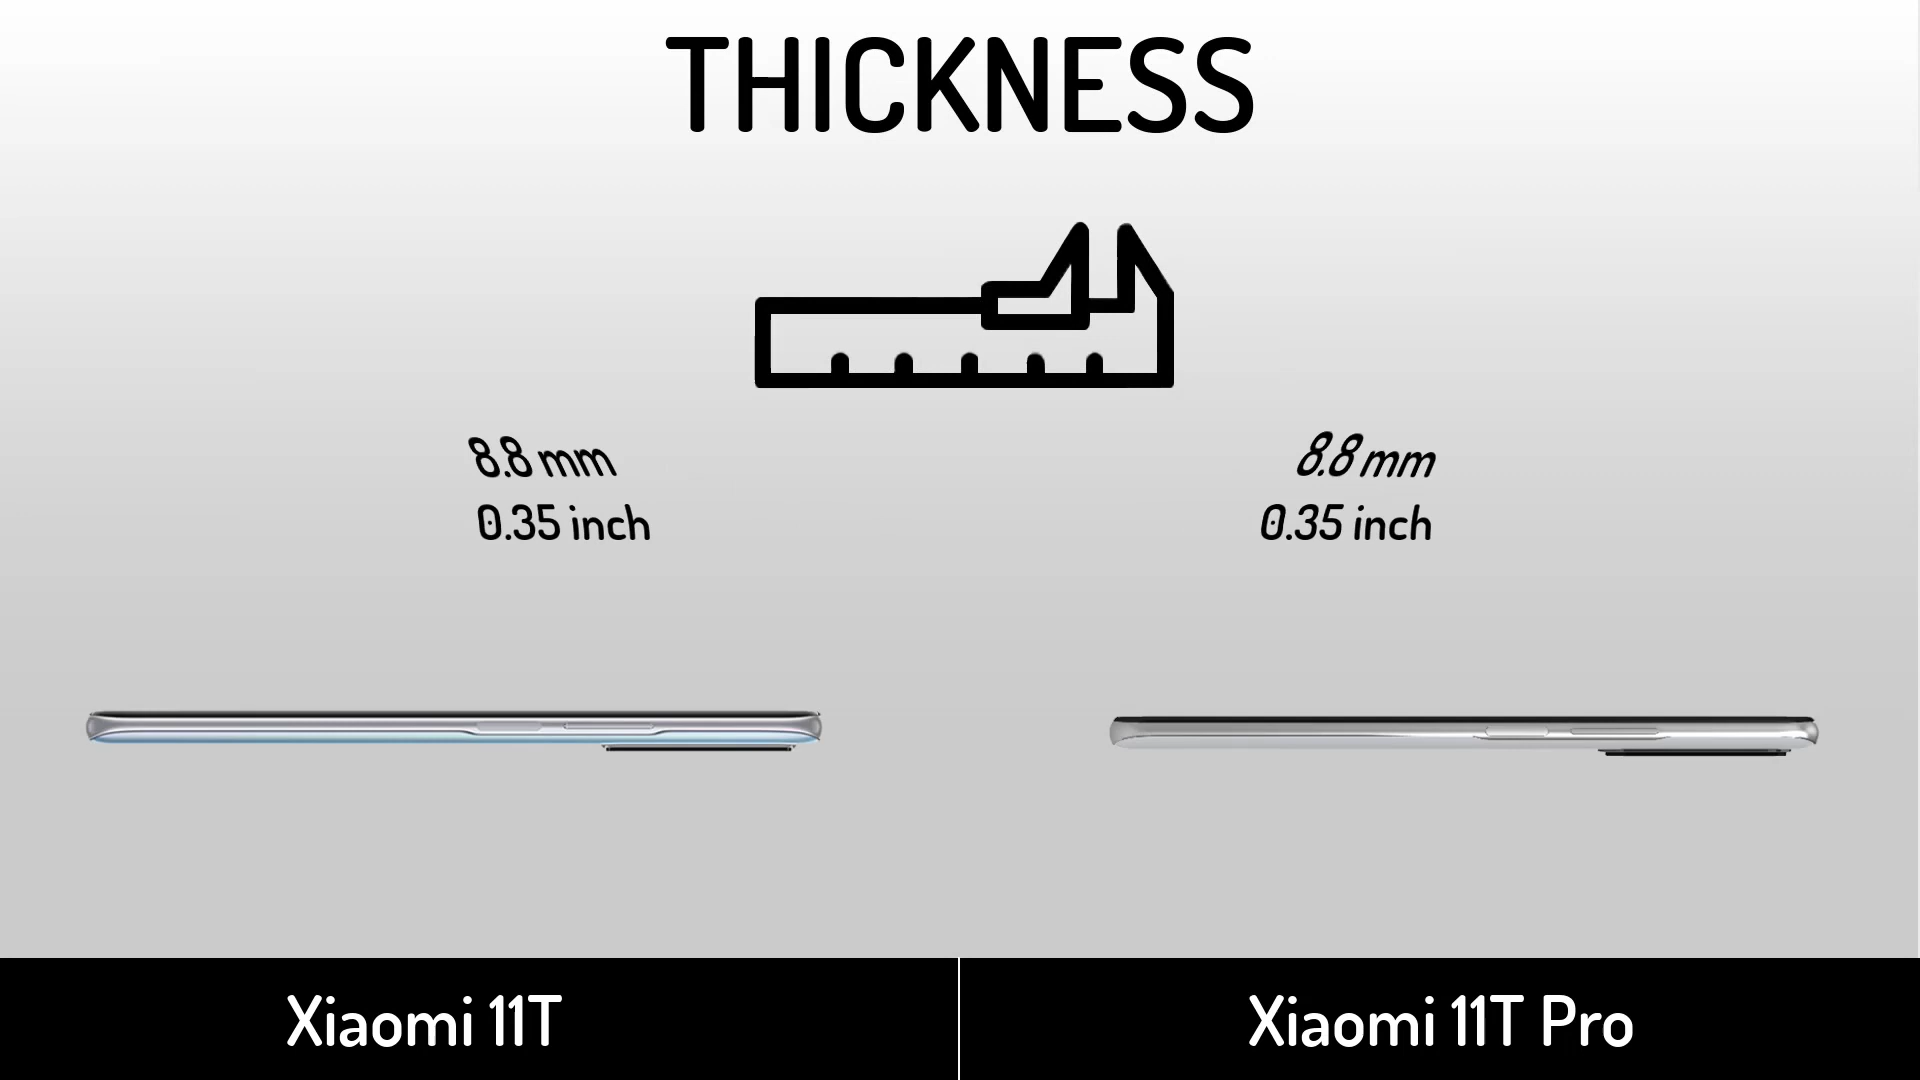 THICKNESS
8.8 mm
0.35 inch
8.8 mm
0.35 inch
Xiaomi 11T
Xiaomi 11T Pro